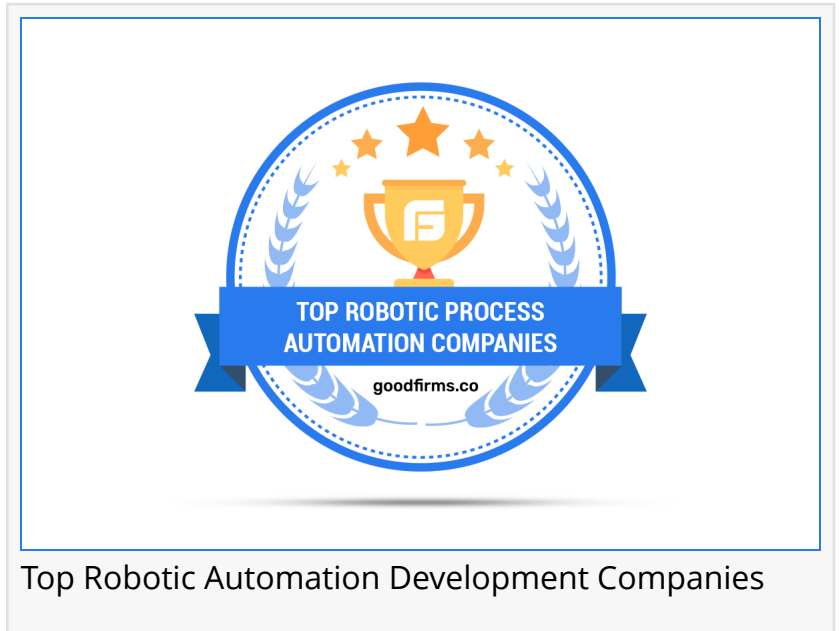 TOP ROBOTIC PROCESS
AUTOMATION COMPANIES
goodfirms.co
Top Robotic Automation Development Companies